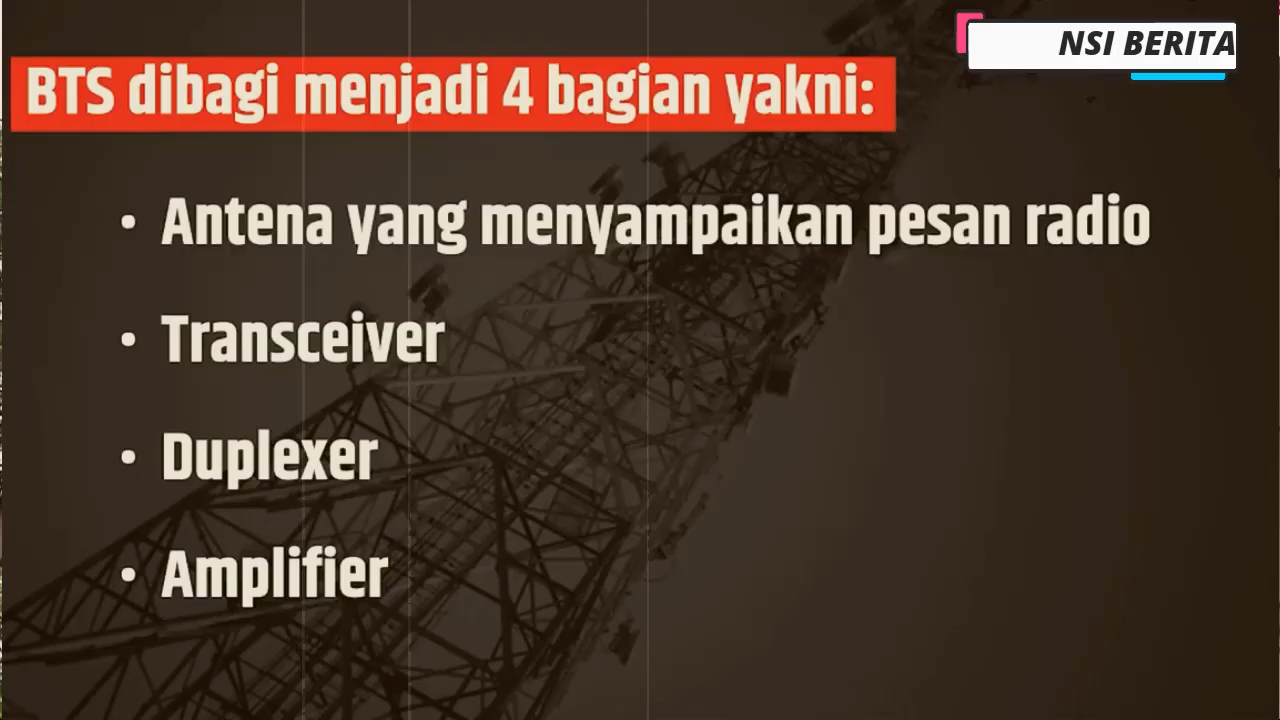 NSI BERITA
BTS dibagi menjadi 4 bagian yakni:
• Antena yang menyampaikan pesan radio
• Transceiver
• Duplexer
• Amplifier